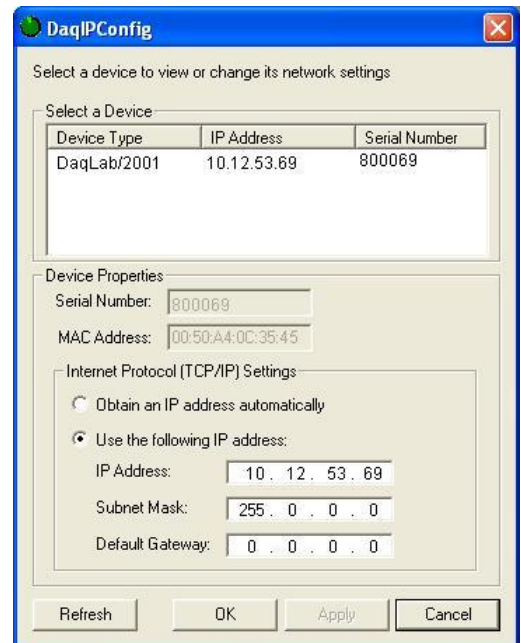 DaqIPConfig
Select a device to view or change its network settings
Select a Device
Device Type IP Address Serial Number
DaqLab/2001 10.12.53.69 800069
Device Properties
Serial Number: 800069
MAC Address: 00:50:A4:0C:35:45
Internet Protocol (TCP/IP) Settings
Obtain an IP address automatically
Use the following IP address:
IP Address: 10 . 12 . 53 . 69
Subnet Mask: 255 . 0 . 0 . 0
Default Gateway: 0 . 0 . 0 . 0
Refresh OK Apply Cancel